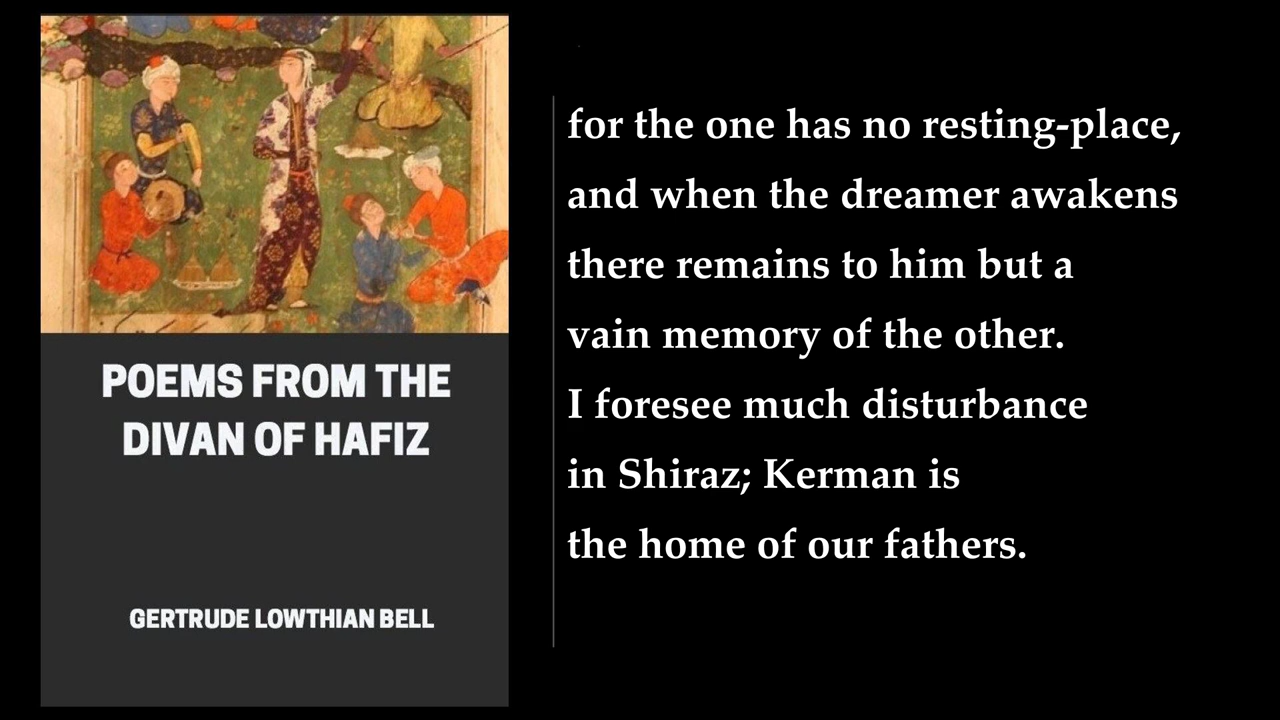 POEMS FROM THE
DIVAN OF HAFIZ
GERTRUDE LOWTHIAN BELL
for the one has no resting-place,
and when the dreamer awakens
there remains to him but a
vain memory of the other.
I foresee much disturbance
in Shiraz; Kerman is
the home of our fathers.